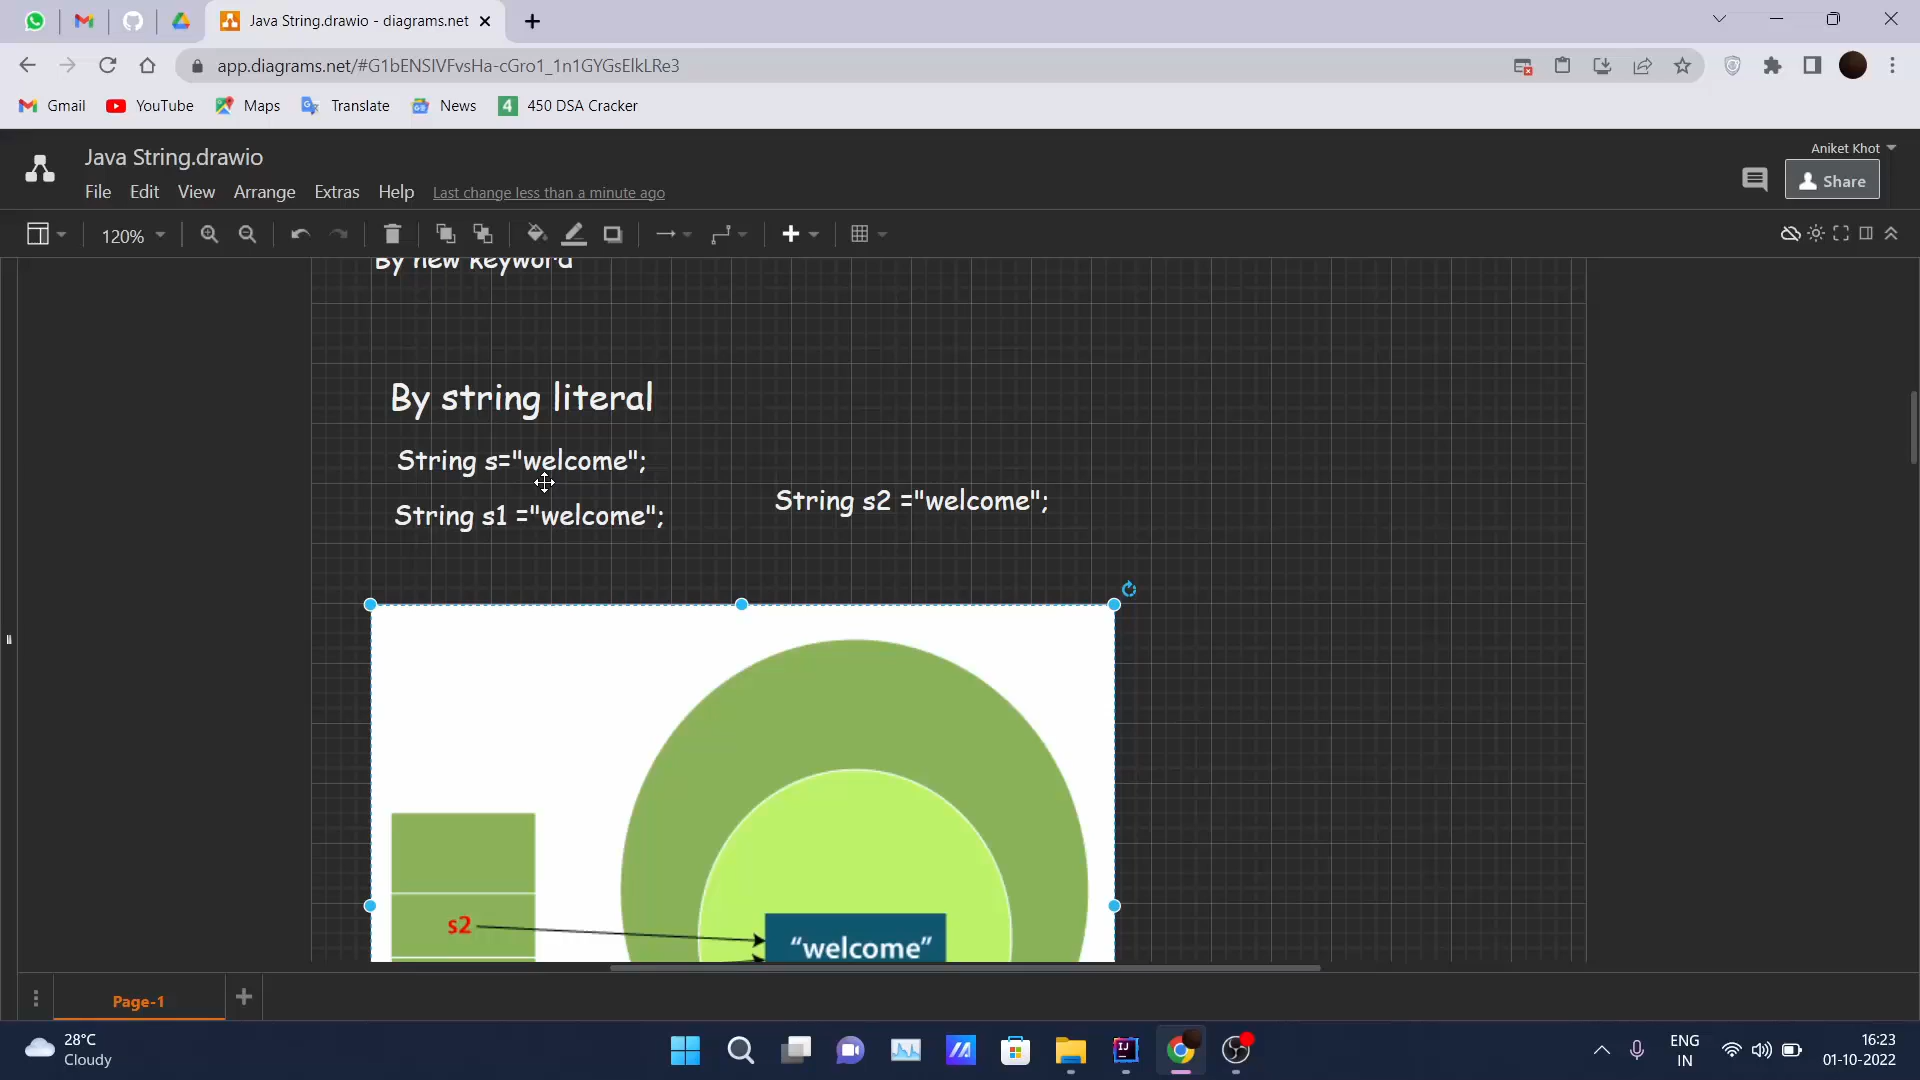 Java String.drawio - diagrams.net
app.diagrams.net/#G1bENSIVFvsHa-cGro1_1n1GYGsElkLRe3
Gmail YouTube Maps Translate News 4 450 DSA Cracker
Java String.drawio
Aniket Khot
File Edit View Arrange Extras Help Last change less than a minute ago
Share
120%
By new keyword
By string literal
String s="welcome";
String s1 ="welcome";
String s2 ="welcome";
s2
“welcome”
Page-1
28°C
Cloudy
ENG
IN
16:23
01-10-2022